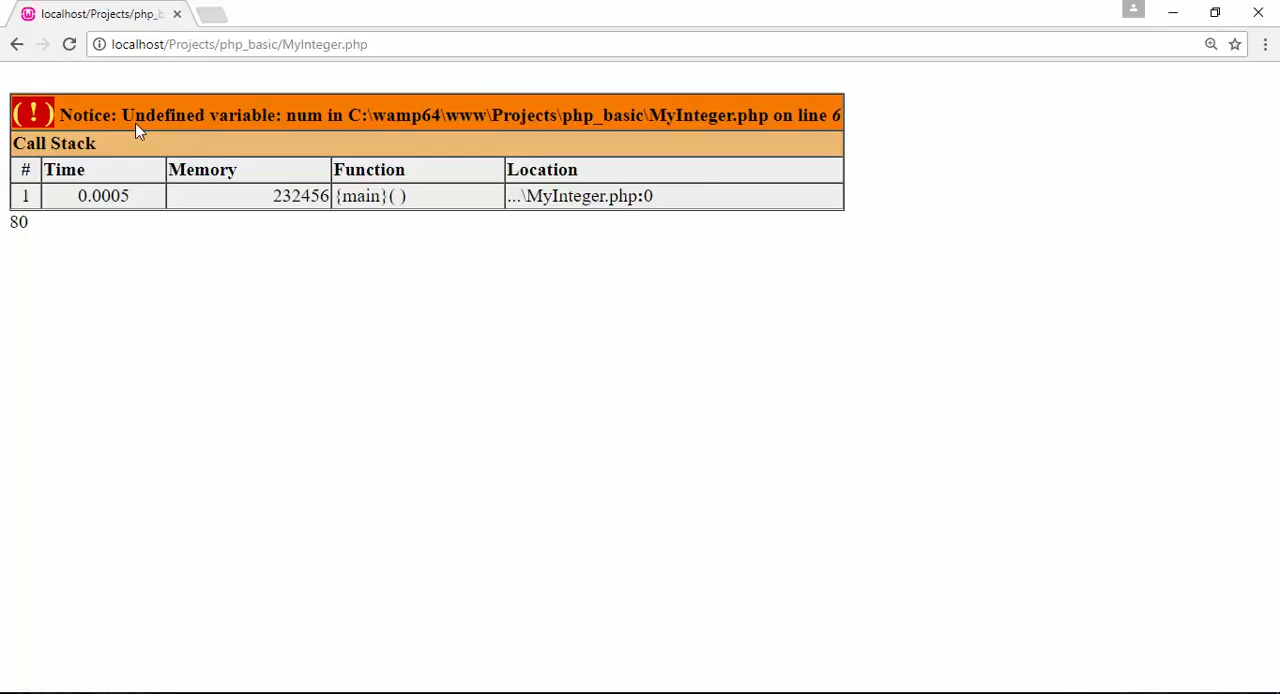 localhost/Projects/php_b
localhost/Projects/php_basic/MyInteger.php
( ! ) Notice: Undefined variable: num in C:\wamp64\www\Projects\php_basic\MyInteger.php on line 6
Call Stack
# Time Memory Function Location
1 0.0005 232456 {main}( ) ...\MyInteger.php:0
80